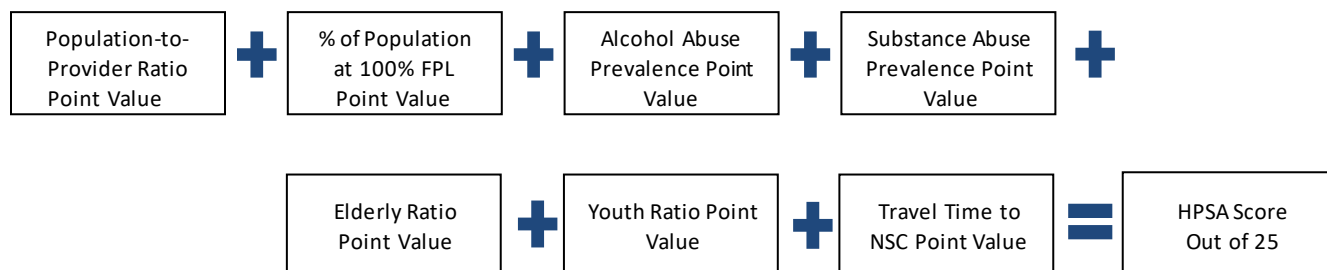 Population-to-
Provider Ratio
Point Value
% of Population
at 100% FPL
Point Value
Alcohol Abuse
Prevalence Point
Value
Substance Abuse
Prevalence Point
Value
Elderly Ratio
Point Value
Youth Ratio Point
Value
Travel Time to
NSC Point Value
HPSA Score
Out of 25